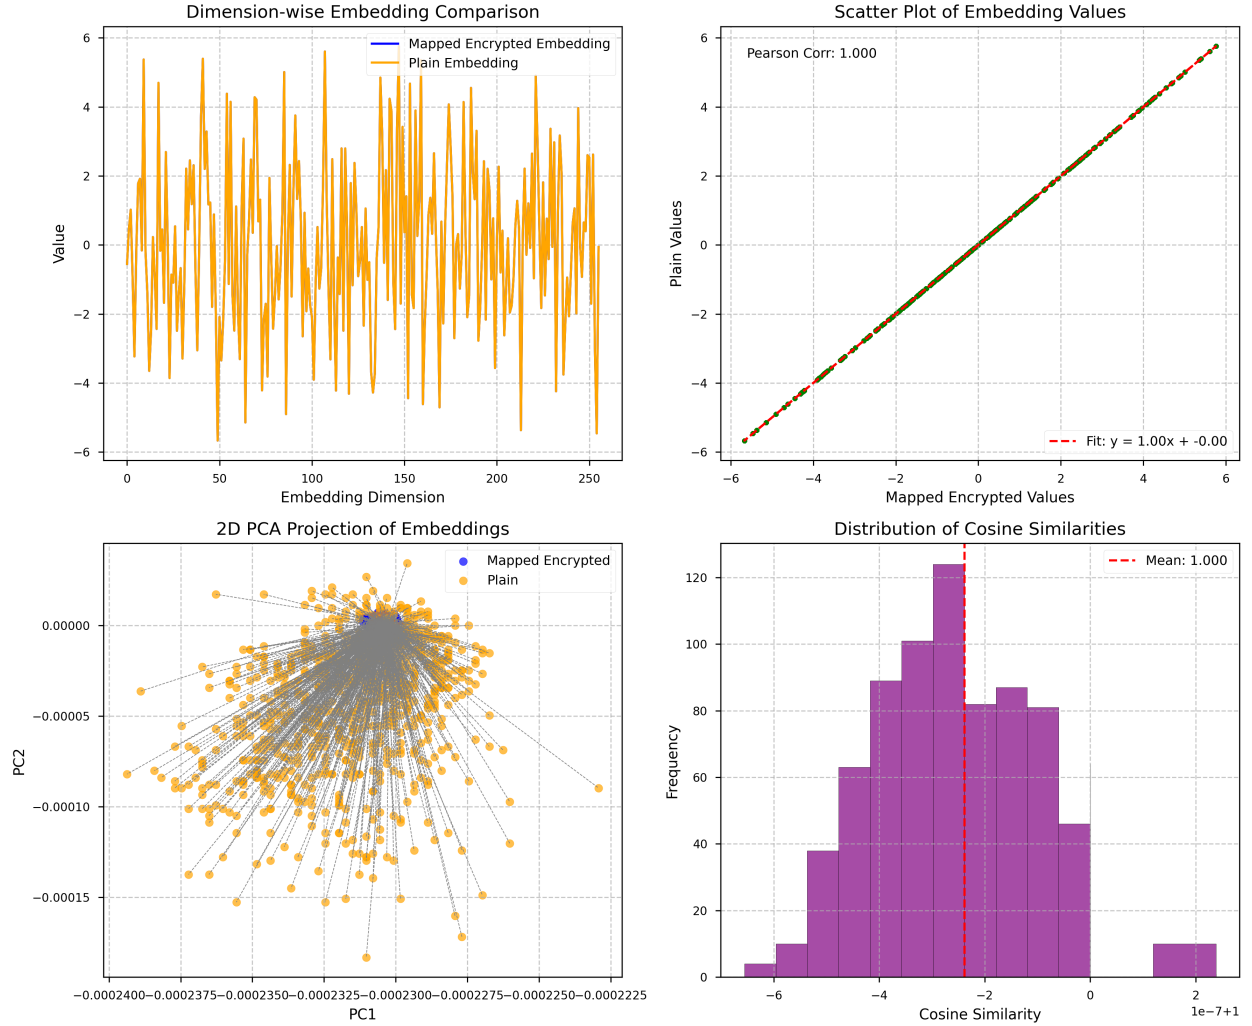 Dimension-wise Embedding Comparison
Mapped Encrypted Embedding
Plain Embedding
6
4
2
0
−2
−4
−6
Value
0 50 100 150 200 250
Embedding Dimension
Scatter Plot of Embedding Values
Pearson Corr: 1.000
6
4
2
0
−2
−4
−6
Plain Values
Fit: y = 1.00x + -0.00
−6 −4 −2 0 2 4 6
Mapped Encrypted Values
2D PCA Projection of Embeddings
Mapped Encrypted
Plain
0.00000
−0.00005
−0.00010
−0.00015
PC2
−0.0002400 −0.0002375 −0.0002350 −0.0002325 −0.0002300 −0.0002275 −0.0002250 −0.0002225
PC1
Distribution of Cosine Similarities
Mean: 1.000
120
100
80
60
40
20
0
Frequency
−6 −4 −2 0 2
1e−7+1
Cosine Similarity